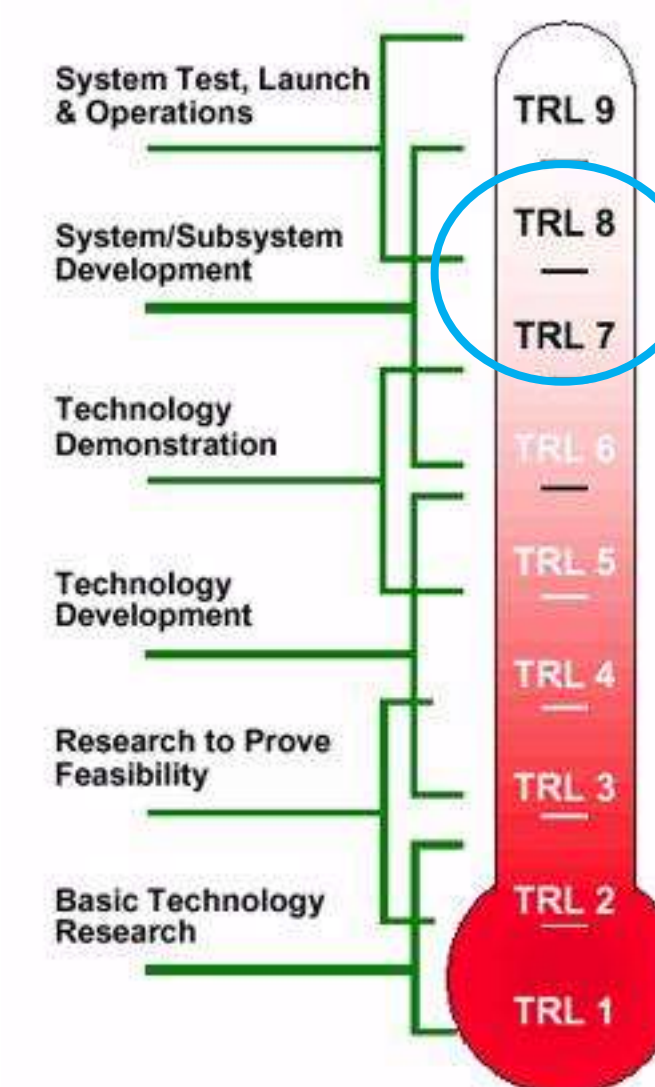 System Test, Launch
& Operations
System/Subsystem
Development
Technology
Demonstration
Technology
Development
Research to Prove
Feasibility
Basic Technology
Research
TRL 9
TRL 8
TRL 7
TRL 6
TRL 5
TRL 4
TRL 3
TRL 2
TRL 1